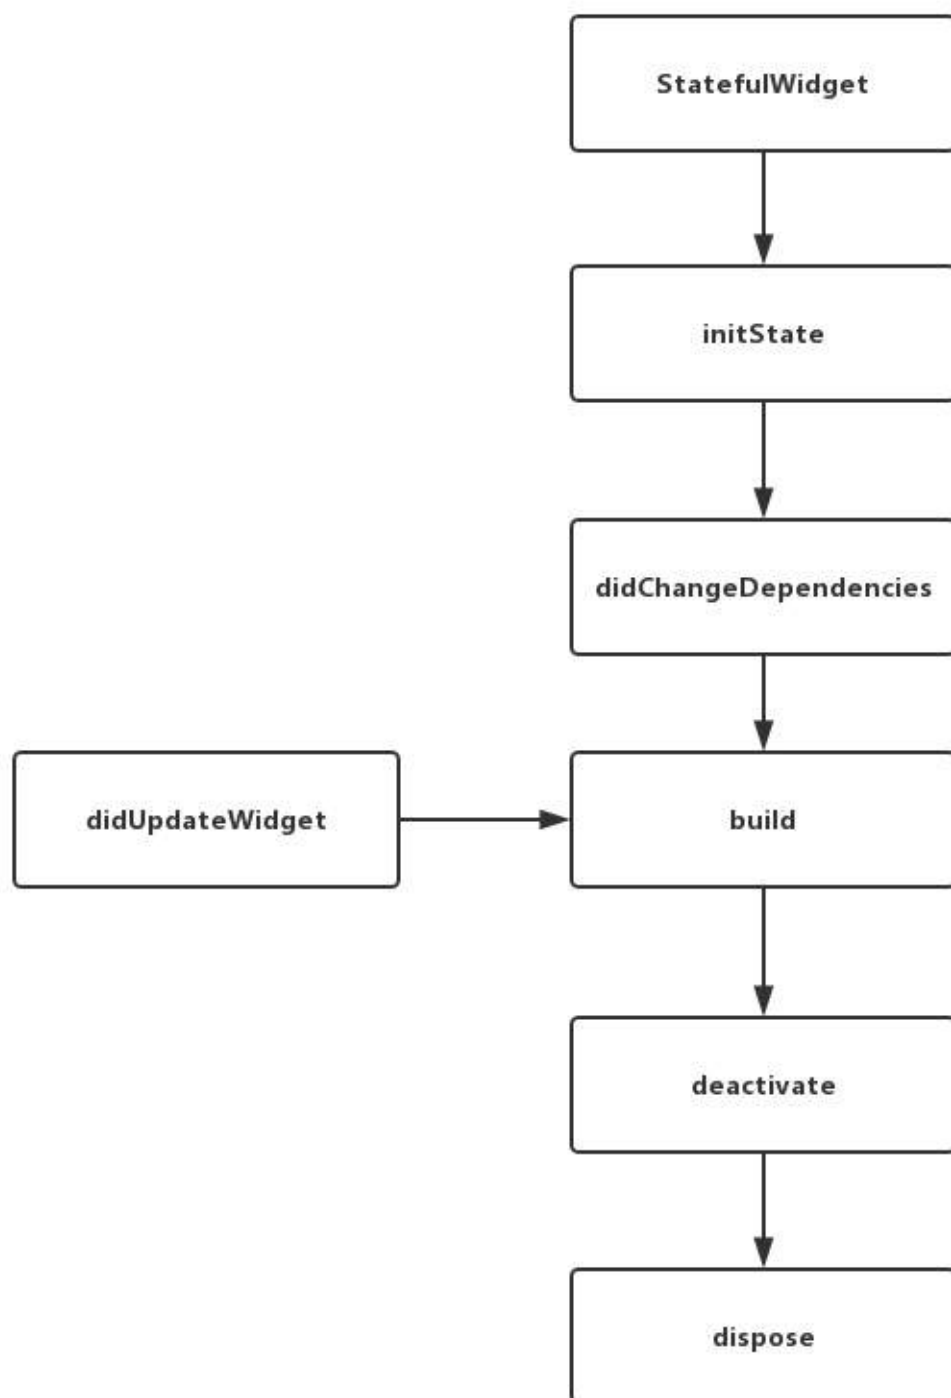 StatefulWidget
initState
didChangeDependencies
didUpdateWidget
build
deactivate
dispose